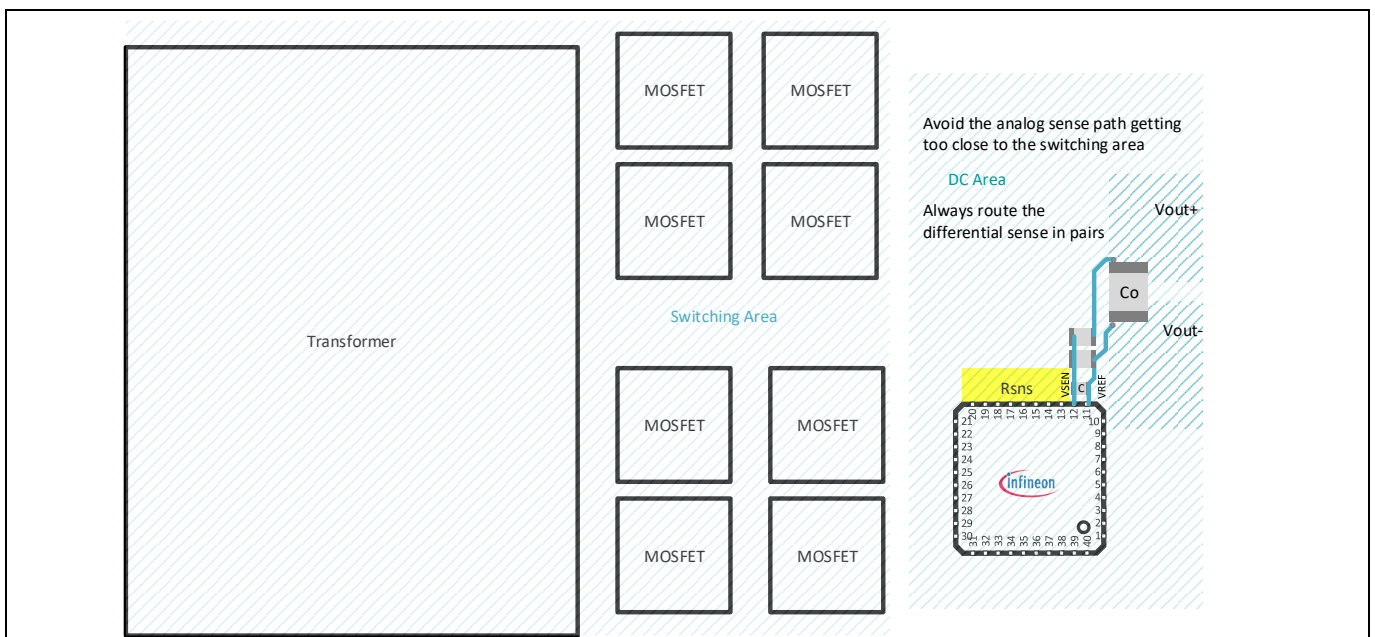 MOSFET
MOSFET
Avoid the analog sense path getting
too close to the switching area
DC Area
MOSFET
MOSFET
Always route the
differential sense in pairs
Vout+
Co
Switching Area
Vout-
Transformer
Rsns
VSEN
C
VREF
20 19 18 17 16 15 14 13 12 11
21
22
23
24
25
26
27
28
29
30
10
9
8
7
6
5
4
3
2
1
infineon
31 32 33 34 35 36 37 38 39 40
MOSFET
MOSFET
MOSFET
MOSFET